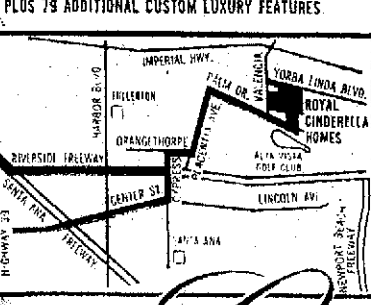 PLUS 79 ADDITIONAL CUSTOM LUXURY FEATURES.
IMPERIAL HWY.
HARBOR BLVD
FULLERTON
PALM DR.
VALENCIA
YORBA LINDA BLVD.
ROYAL
CINDERELLA
HOMES
ORANGETHORPE
PLACENTIA AVE.
ALTA VISTA
GOLF CLUB
RIVERSIDE FREEWAY
CYPRESS
CENTER ST.
LINCOLN AVE
SANTA ANA
FREEWAY
HIGHWAY 39
SANTA ANA
NEWPORT BEACH
FREEWAY